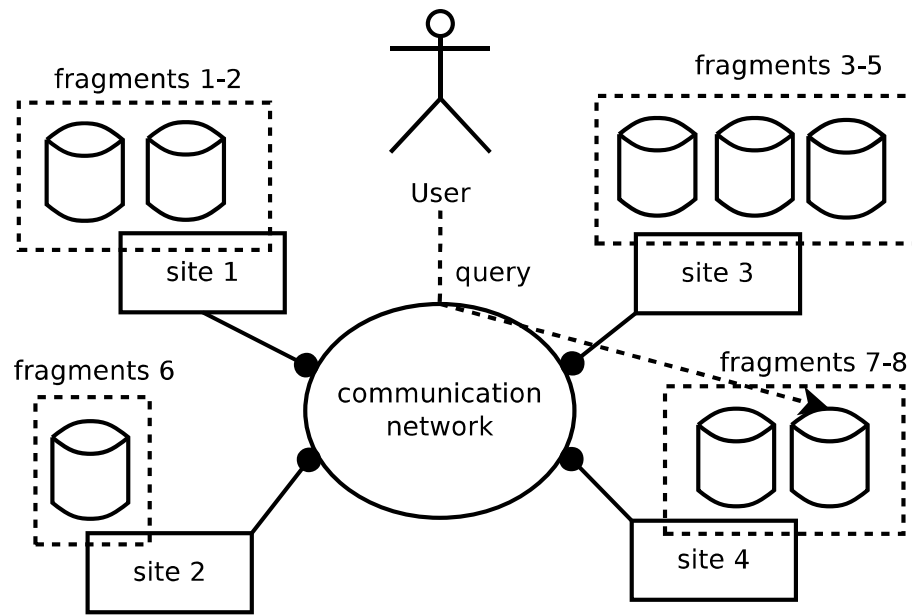 fragments 1-2
fragments 3-5
User
site 1
query
site 3
fragments 6
fragments 7-8
communication
network
site 2
site 4